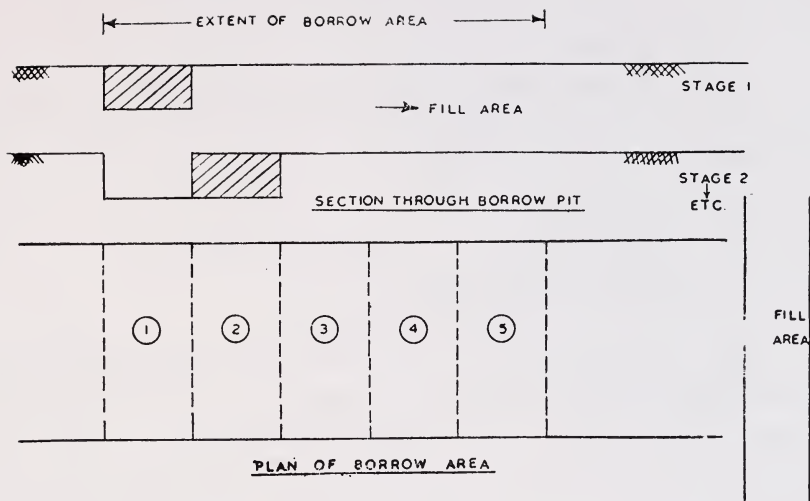 EXTENT OF BORROW AREA
STAGE 1
FILL AREA
STAGE 2
SECTION THROUGH BORROW PIT
ETC.
1 2 3 4 5
FILL
AREA
PLAN OF BORROW AREA